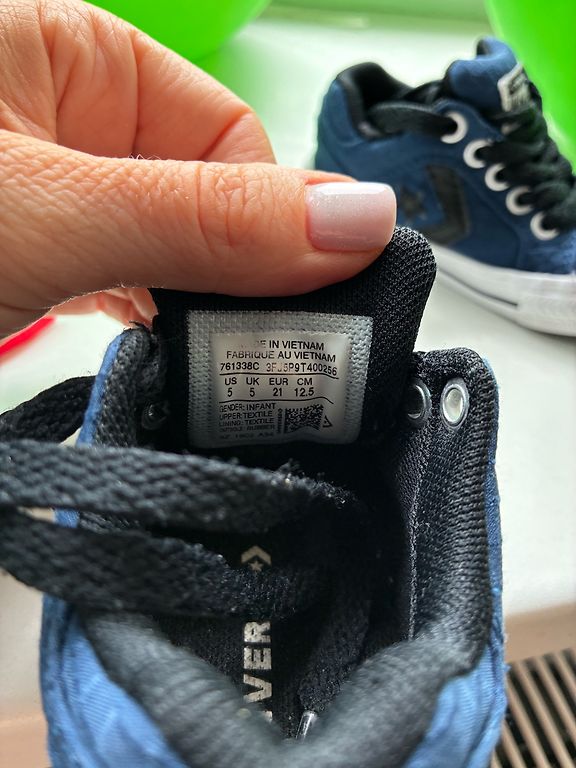 IN VIETNAM
FABRIQUE AU VIETNAM
761338C 3FJ5P9T400256
US UK EUR CM
5 5 21 12.5
GENDER: INFANT
UPPER: TEXTILE
LINING: TEXTILE
RUBBER
VER